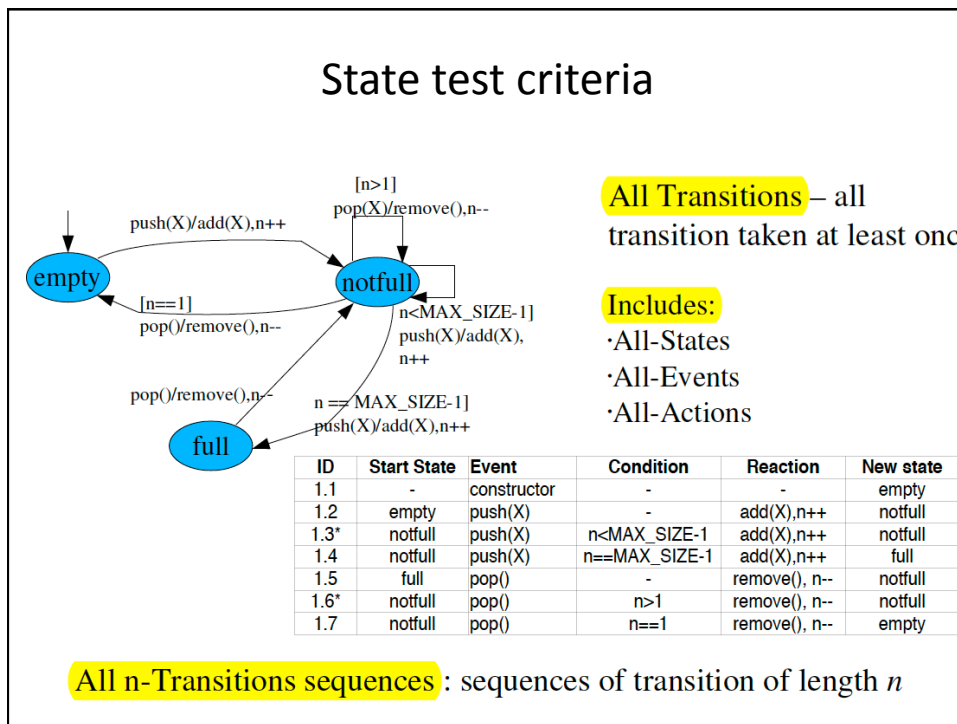 State test criteria
[n>1]
pop(X)/remove(),n--
push(X)/add(X),n++
empty
notfull
[n==1]
pop()/remove(),n--
n<MAX_SIZE-1]
push(X)/add(X),
n++
pop()/remove(),n--
n == MAX_SIZE-1]
push(X)/add(X),n++
full
All Transitions – all
transition taken at least onc
Includes:
·All-States
·All-Events
·All-Actions
ID Start State Event Condition Reaction New state
1.1 - constructor - - empty
1.2 empty push(X) - add(X),n++ notfull
1.3* notfull push(X) n<MAX_SIZE-1 add(X),n++ notfull
1.4 notfull push(X) n==MAX_SIZE-1 add(X),n++ full
1.5 full pop() - remove(), n-- notfull
1.6* notfull pop() n>1 remove(), n-- notfull
1.7 notfull pop() n==1 remove(), n-- empty
All n-Transitions sequences : sequences of transition of length n